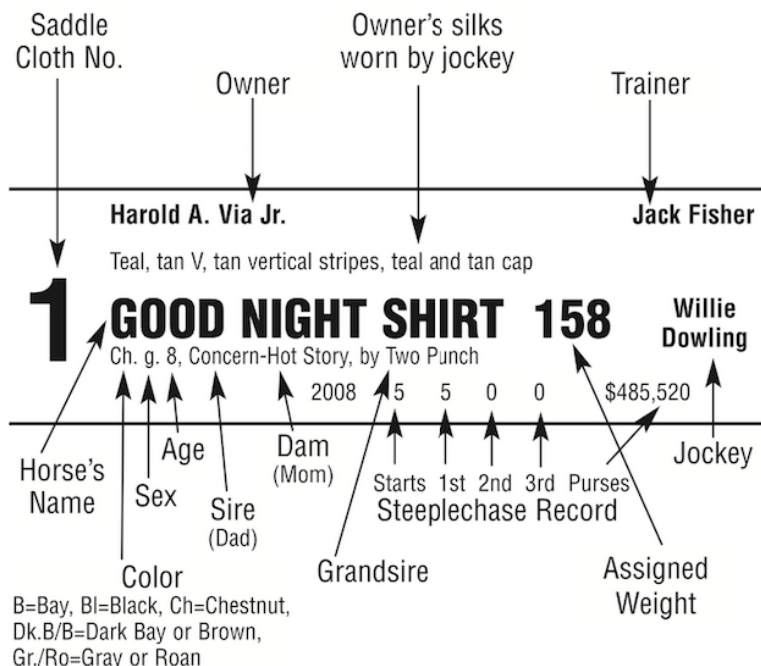 Saddle
Cloth No.
Owner
Owner's silks
worn by jockey
Trainer
Harold A. Via Jr.
Jack Fisher
Teal, tan V, tan vertical stripes, teal and tan cap
1
GOOD NIGHT SHIRT 158
Willie
Dowling
Ch. g. 8, Concern-Hot Story, by Two Punch
2008 5 5 0 0 $485,520
Horse's
Name
Sex
Age
Sire
(Dad)
Dam
(Mom)
Starts 1st 2nd 3rd Purses
Steeplechase Record
Jockey
Color
B=Bay, Bl=Black, Ch=Chestnut,
Dk.B/B=Dark Bay or Brown,
Gr./Ro=Gray or Roan
Grandsire
Assigned
Weight